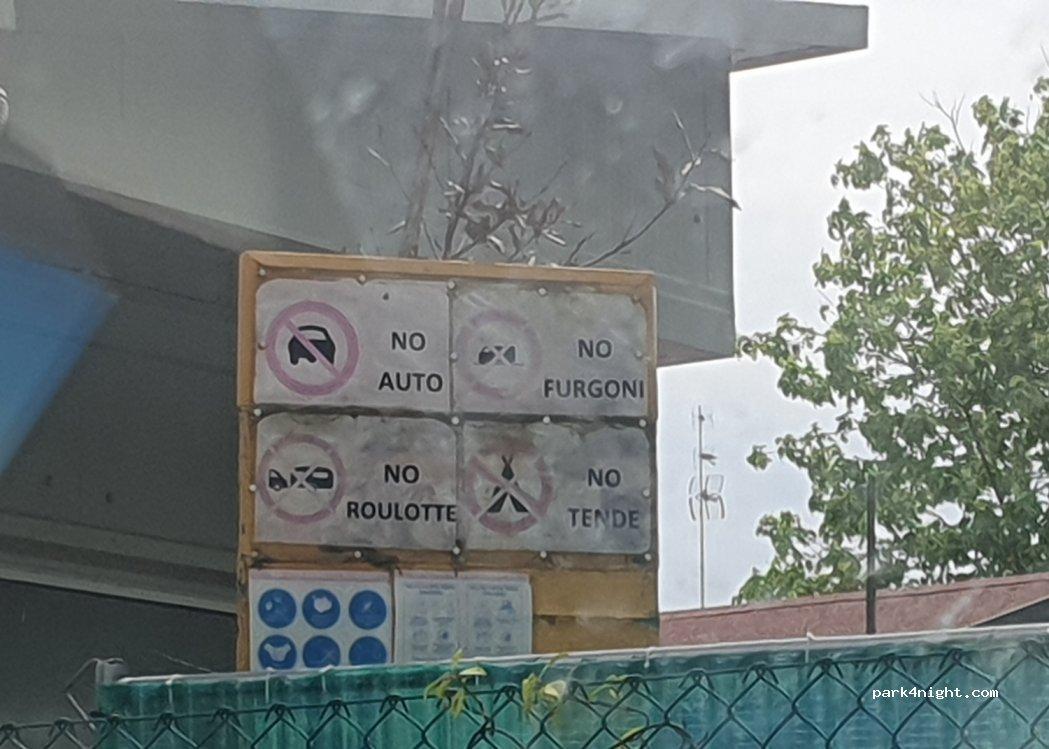 NO
AUTO
NO
FURGONI
NO
ROULOTTE
NO
TENDE
park4night.com